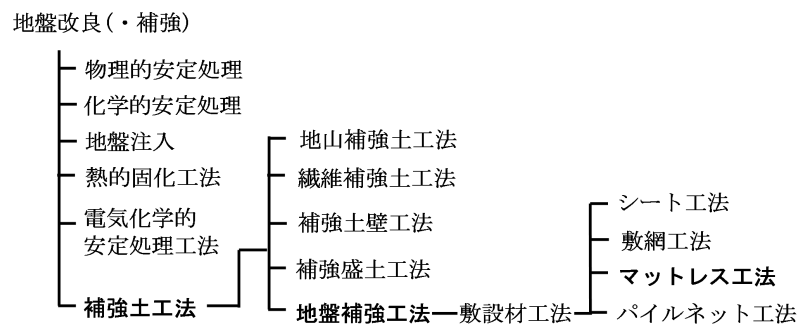 地盤改良(・補強)
物理的安定処理
化学的安定処理
地盤注入
熱的固化工法
電気化学的
安定処理工法
補強土工法
地山補強土工法
繊維補強土工法
補強土壁工法
補強盛土工法
地盤補強工法
敷設材工法
シート工法
敷網工法
マットレス工法
パイルネット工法